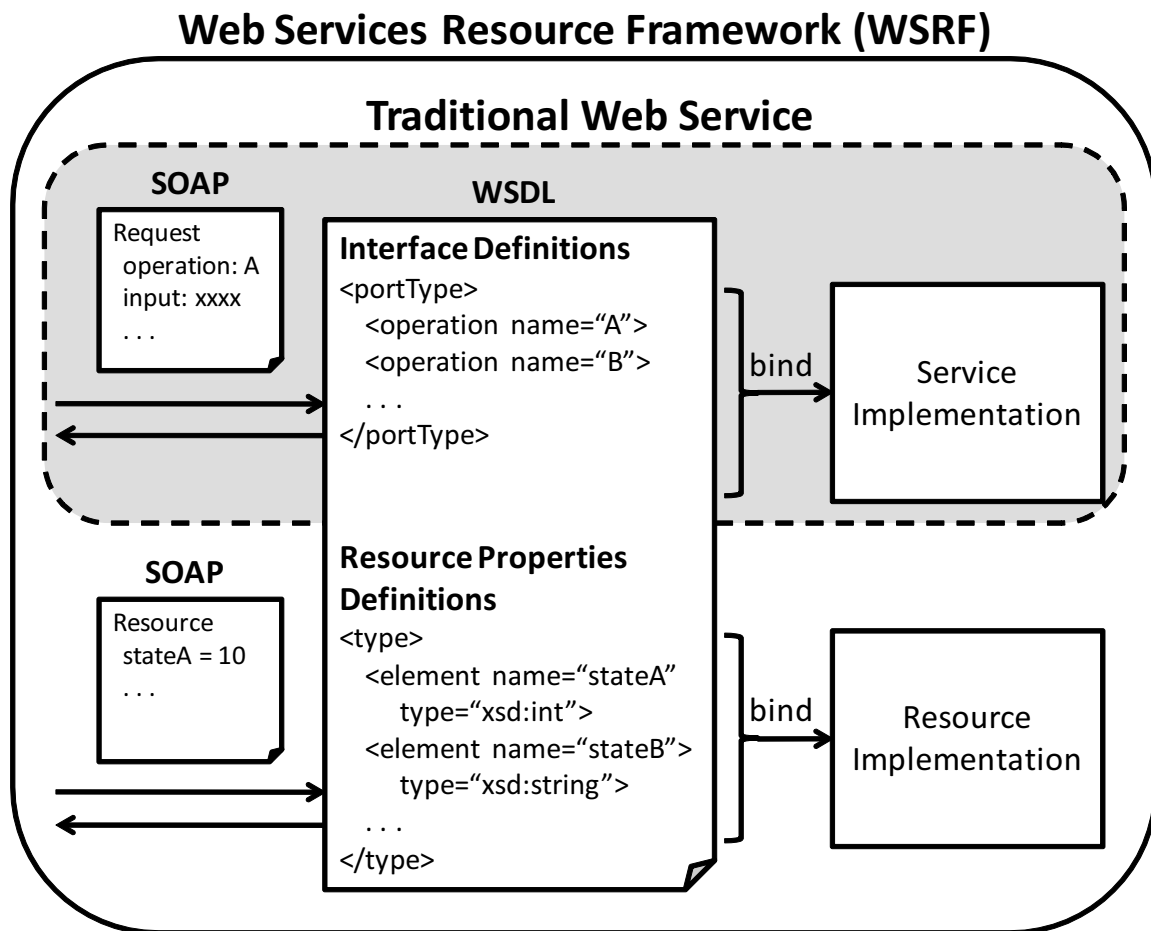 Web Services Resource Framework (WSRF)
Traditional Web Service
SOAP
Request
operation: A
input: xxxx
. . .
WSDL
Interface Definitions
<portType>
<operation name=“A”>
<operation name=“B”>
. . .
</portType>
bind
Service
Implementation
SOAP
Resource
stateA = 10
. . .
Resource Properties
Definitions
<type>
<element name=“stateA”
type=“xsd:int”>
<element name=“stateB”>
type=“xsd:string”>
. . .
</type>
bind
Resource
Implementation